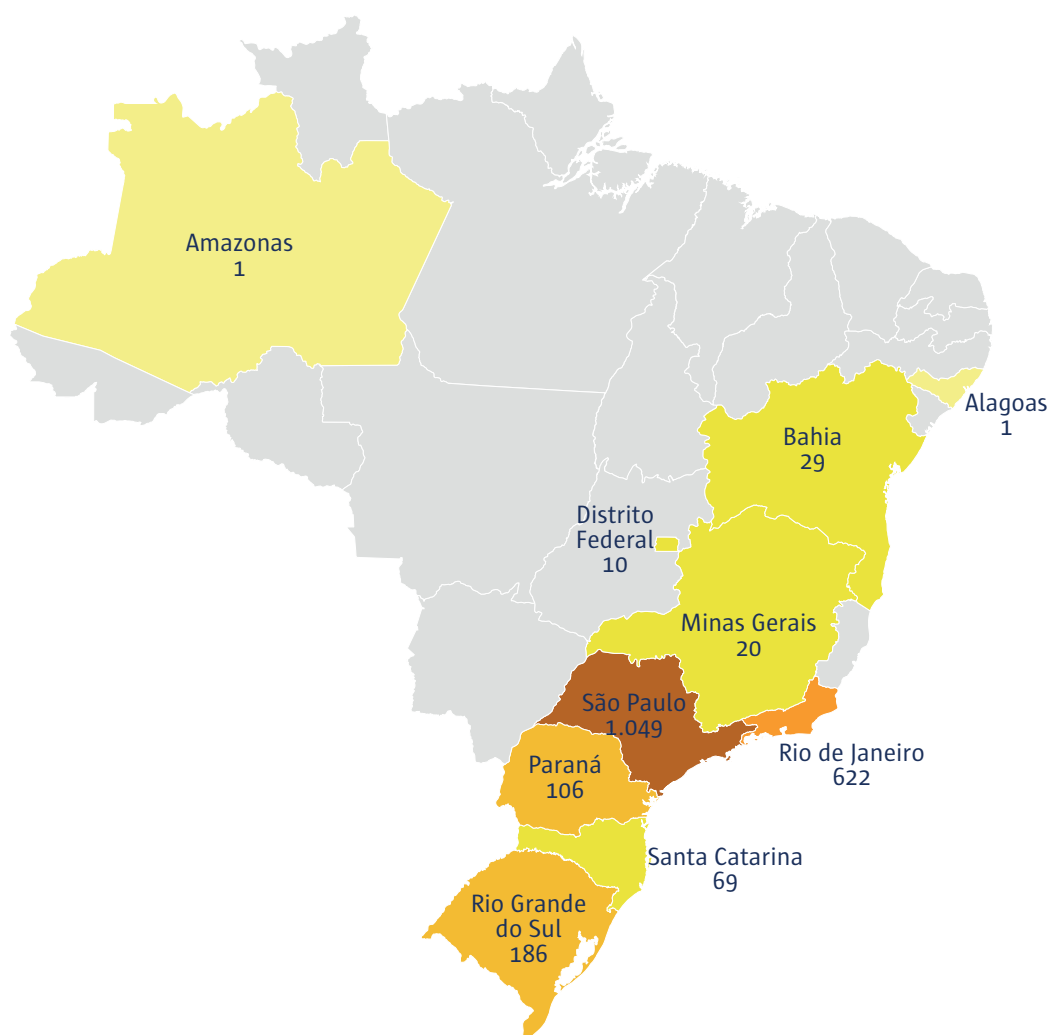 Amazonas
1
Alagoas
1
Bahia
29
Distrito
Federal
10
Minas Gerais
20
São Paulo
1.049
Rio de Janeiro
622
Paraná
106
Santa Catarina
69
Rio Grande
do Sul
186